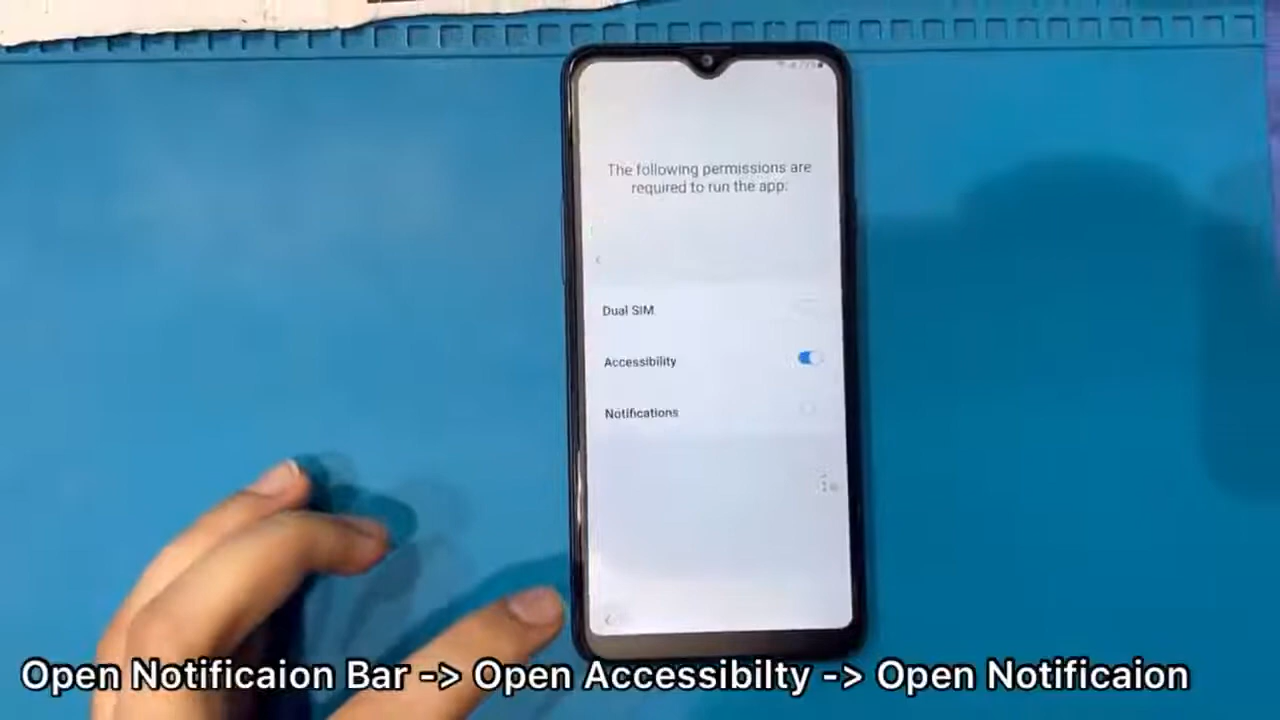 The following permissions are
required to run the app:
Dual SIM
Accessibility
Notifications
Open Notificaion Bar -> Open Accessibilty -> Open Notificaion